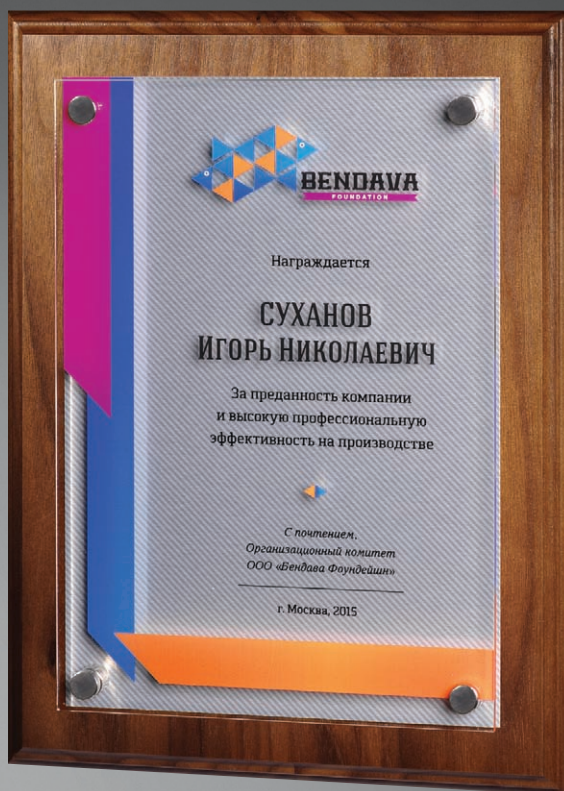 BENDAVA
FOUNDATION
Награждается
СУХАНОВ
ИГОРЬ НИКОЛАЕВИЧ
За преданность компании
и высокую профессиональную
эффективность на производстве
С почтением,
Организационный комитет
ООО «Бендава Фоундейшн»
г. Москва, 2015